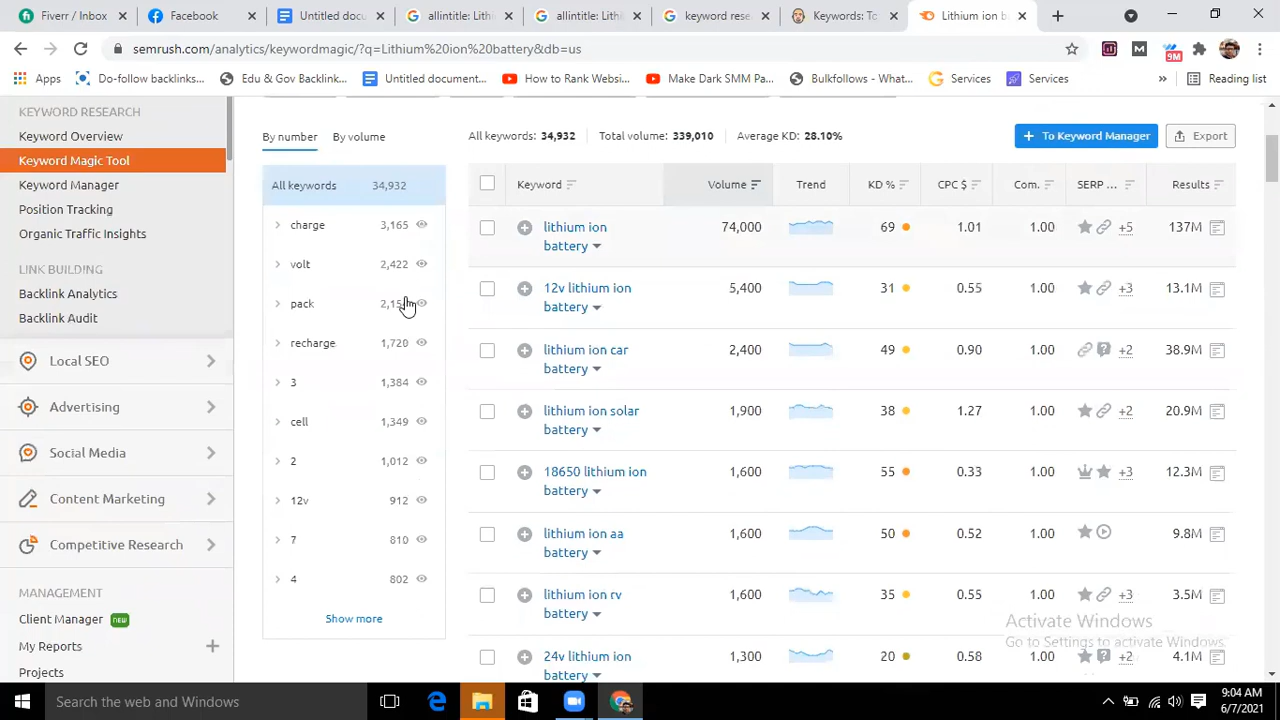 Fiverr / Inbox
Facebook
Untitled docu
allintitle: Lithi
allintitle: Lithi
keyword rese
Keywords: To
Lithium ion b
semrush.com/analytics/keywordmagic/?q=Lithium%20ion%20battery&db=us
9M
Apps
Do-follow backlinks...
Edu & Gov Backlink...
Untitled document...
How to Rank Websi...
Make Dark SMM Pa...
Bulkfollows - What...
Services
Services
»
Reading list
KEYWORD RESEARCH
Keyword Overview
Keyword Magic Tool
Keyword Manager
Position Tracking
Organic Traffic Insights
LINK BUILDING
Backlink Analytics
Backlink Audit
Local SEO
Advertising
Social Media
Content Marketing
Competitive Research
MANAGEMENT
Client Manager NEW
My Reports
Projects
By number By volume
All keywords 34,932
charge 3,165
volt 2,422
pack 2,15
recharge 1,720
3 1,384
cell 1,349
2 1,012
12v 912
7 810
4 802
Show more
All keywords: 34,932 Total volume: 339,010 Average KD: 28.10%
+ To Keyword Manager
Export
Keyword Volume Trend KD % CPC $ Com. SERP ... Results
lithium ion 74,000 69 1.01 1.00 +5 137M
battery
12v lithium ion 5,400 31 0.55 1.00 +3 13.1M
battery
lithium ion car 2,400 49 0.90 1.00 +2 38.9M
battery
lithium ion solar 1,900 38 1.27 1.00 +2 20.9M
battery
18650 lithium ion 1,600 55 0.33 1.00 +3 12.3M
battery
lithium ion aa 1,600 50 0.52 1.00 9.8M
battery
lithium ion rv 1,600 35 0.55 1.00 +3 3.5M
battery
24v lithium ion 1,300 20 0.58 1.00 +2 4.1M
battery
Activate Windows
Go to Settings to activate Windows.
Search the web and Windows
9:04 AM
6/7/2021